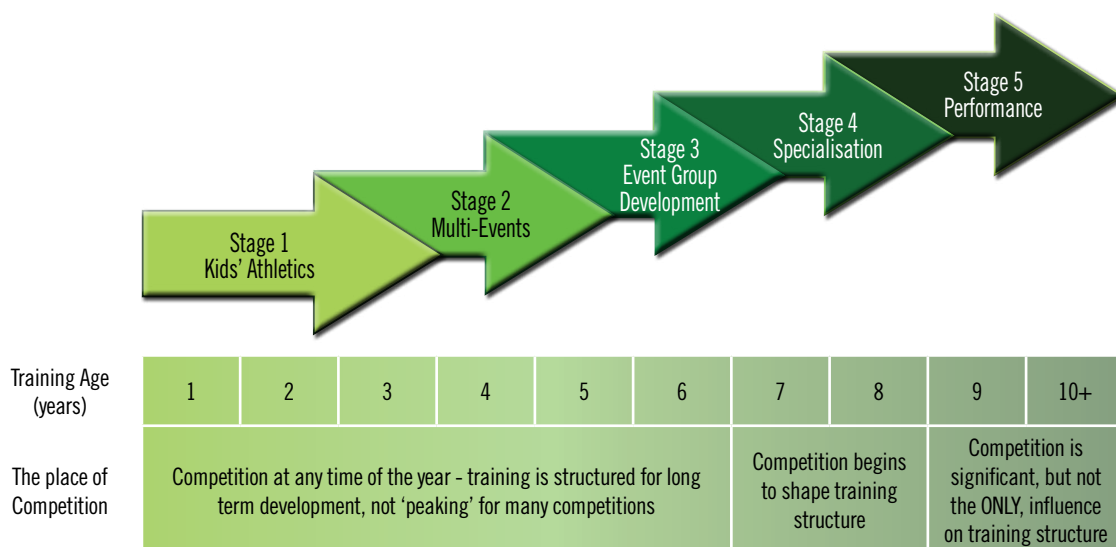 Stage 1
Kids' Athletics
Stage 2
Multi-Events
Stage 3
Event Group
Development
Stage 4
Specialisation
Stage 5
Performance
Training Age
(years)
1 2 3 4 5 6 7 8 9 10+
The place of
Competition
Competition at any time of the year - training is structured for long
term development, not ‘peaking’ for many competitions
Competition begins
to shape training
structure
Competition is
significant, but not
the ONLY, influence
on training structure